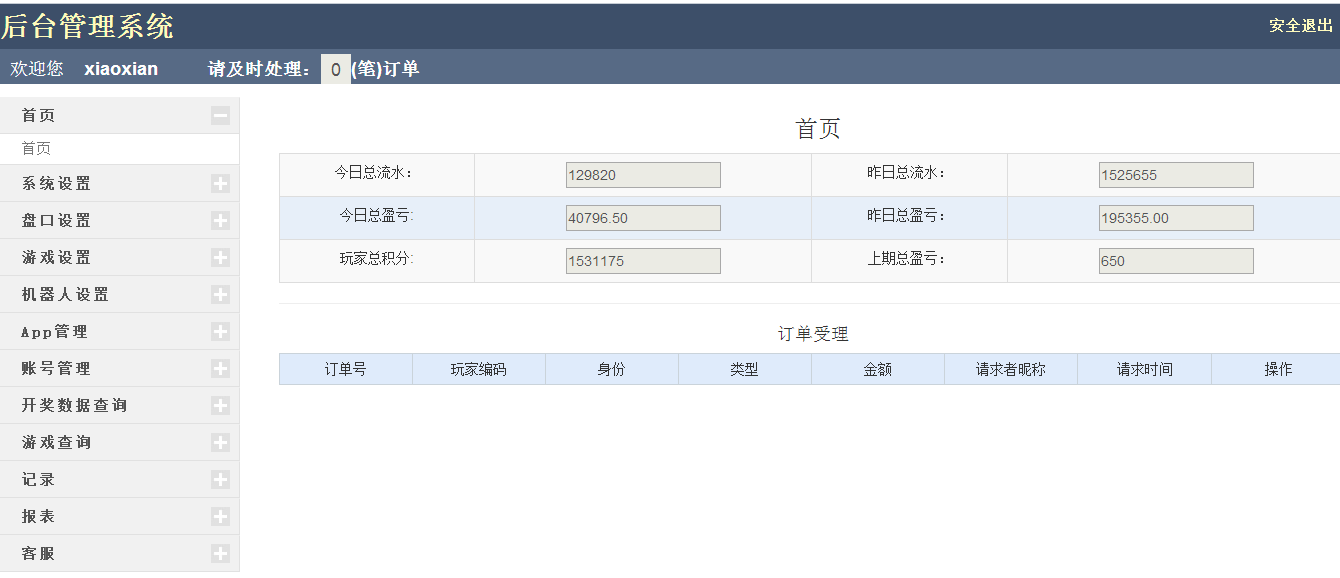 后台管理系统 安全退出
欢迎您 xiaoxian 请及时处理： 0 (笔)订单
首页
首页
系统设置
盘口设置
游戏设置
机器人设置
App管理
账号管理
开奖数据查询
游戏查询
记录
报表
客服
首页
今日总流水： 129820 昨日总流水： 1525655
今日总盈亏: 40796.50 昨日总盈亏： 195355.00
玩家总积分: 1531175 上期总盈亏： 650
订单受理
订单号 玩家编码 身份 类型 金额 请求者昵称 请求时间 操作